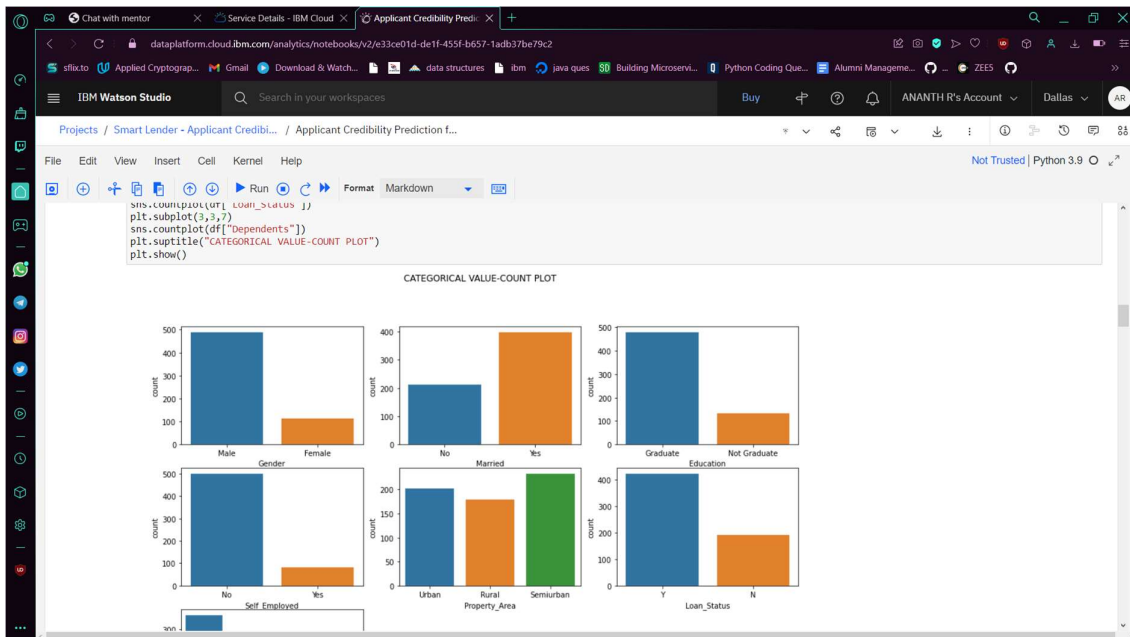 Chat with mentor
Service Details - IBM Cloud
Applicant Credibility Predic
dataplatform.cloud.ibm.com/analytics/notebooks/v2/e33ce01d-de1f-455f-b657-1adb37be79c2
sflix.to Applied Cryptograp... Gmail Download & Watch... data structures ibm java ques Building Microservi... Python Coding Que... Alumni Manageme... ... ZEE5
IBM Watson Studio Search in your workspaces Buy ANANTH R's Account Dallas AR
Projects / Smart Lender - Applicant Credibi... / Applicant Credibility Prediction f...
File Edit View Insert Cell Kernel Help Not Trusted Python 3.9
Run Format Markdown
sns.countplot(df["Loan_Status"])
plt.subplot(3,3,7)
sns.countplot(df["Dependents"])
plt.suptitle("CATEGORICAL VALUE-COUNT PLOT")
plt.show()
CATEGORICAL VALUE-COUNT PLOT
500
400
300
200
100
0
count
Male Female
Gender
400
300
200
100
0
count
No Yes
Married
500
400
300
200
100
0
count
Graduate Not Graduate
Education
500
400
300
200
100
0
count
No Yes
Self_Employed
200
150
100
50
0
count
Urban Rural Semiurban
Property_Area
400
300
200
100
0
count
Y N
Loan_Status
300